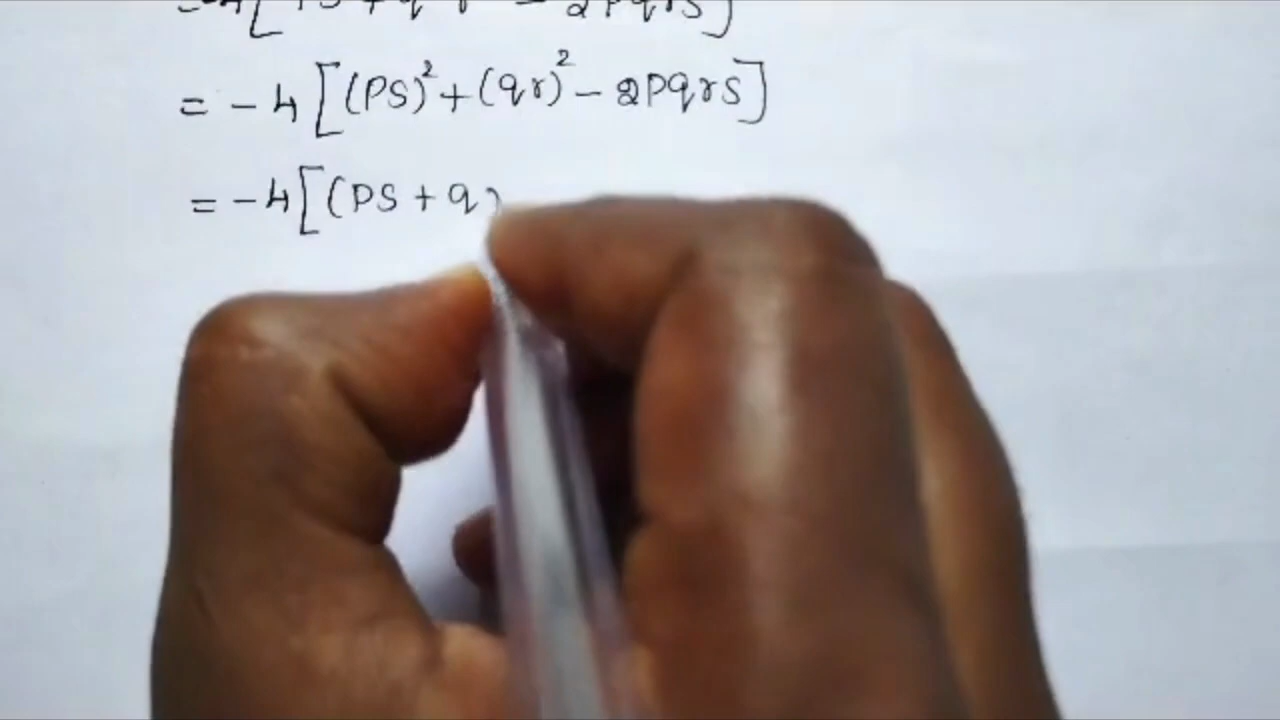 = -4[(PS)² + (qr)² - 2Pqrs]
= -4[(PS + q